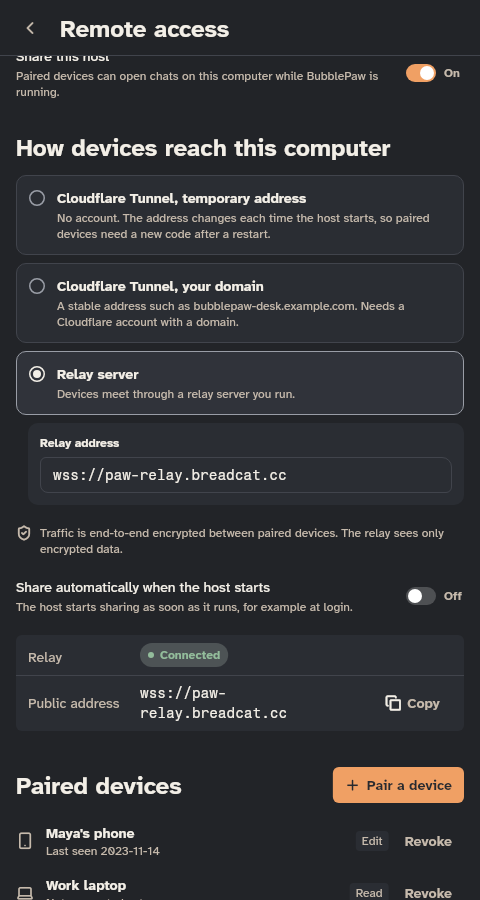 Remote access
Share this host
Paired devices can open chats on this computer while BubblePaw is
running.
On
How devices reach this computer
Cloudflare Tunnel, temporary address
No account. The address changes each time the host starts, so paired
devices need a new code after a restart.
Cloudflare Tunnel, your domain
A stable address such as bubblepaw-desk.example.com. Needs a
Cloudflare account with a domain.
Relay server
Devices meet through a relay server you run.
Relay address
wss://paw-relay.breadcat.cc
Traffic is end-to-end encrypted between paired devices. The relay sees only
encrypted data.
Share automatically when the host starts
The host starts sharing as soon as it runs, for example at login.
Off
Relay
Connected
Public address
wss://paw-
relay.breadcat.cc
Copy
Paired devices
Pair a device
Maya's phone
Last seen 2023-11-14
Edit
Revoke
Work laptop
Read
Revoke